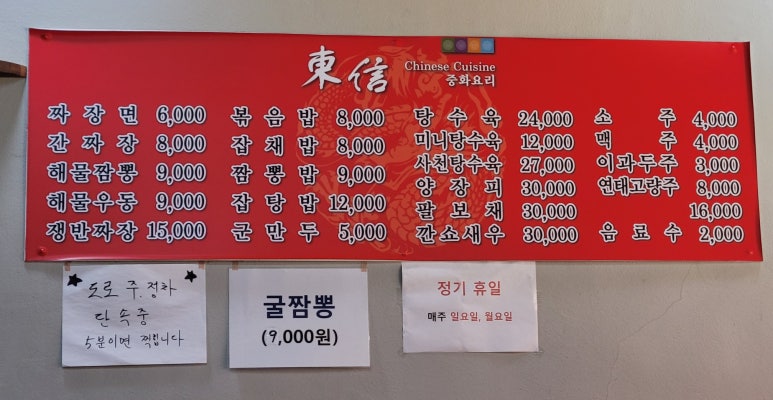 東信
Chinese Cuisine
중화요리
짜장면 6,000
간짜장 8,000
해물짬뽕 9,000
해물우동 9,000
쟁반짜장 15,000
볶음밥 8,000
잡채밥 8,000
짬뽕밥 9,000
잡탕밥 12,000
군만두 5,000
탕수육 24,000
미니탕수육 12,000
사천탕수육 27,000
양장피 30,000
팔보채 30,000
깐쇼새우 30,000
소주 4,000
맥주 4,000
이과두주 3,000
연태고량주 8,000
16,000
음료수 2,000
도로 주.정차
단속중
5분이면 찍힙니다
굴짬뽕
(9,000원)
정기 휴일
매주 일요일, 월요일